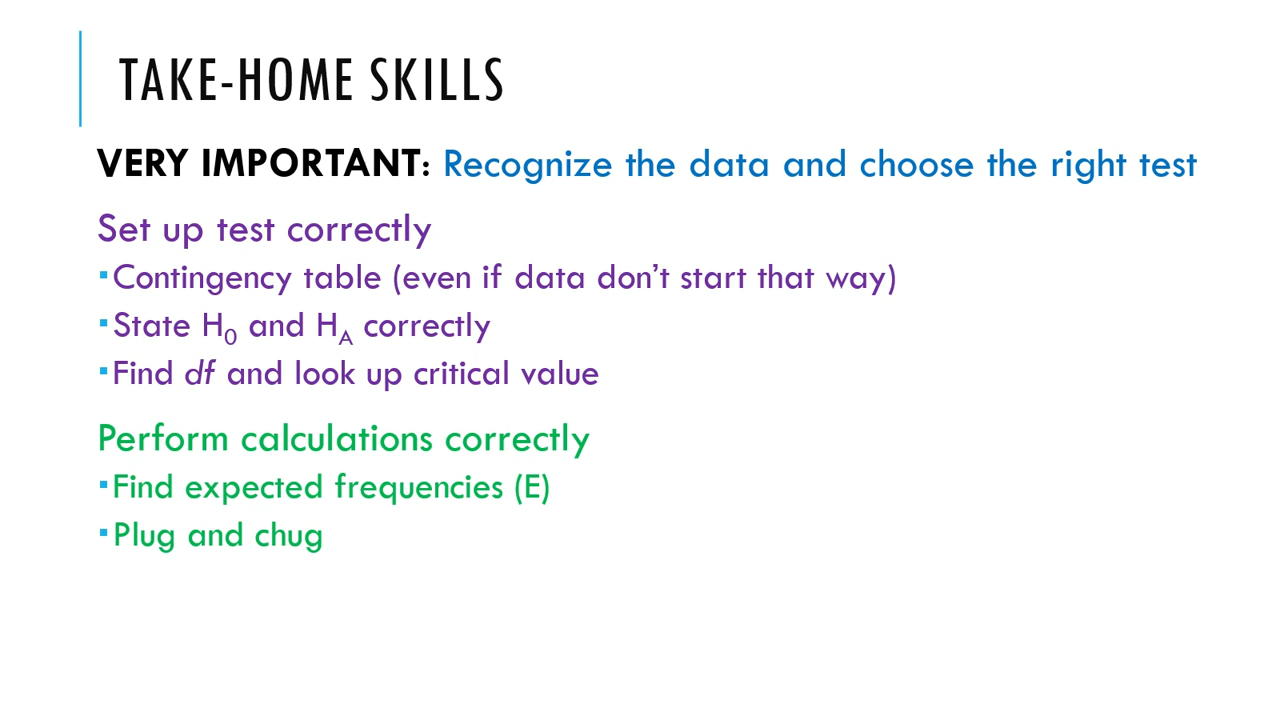 TAKE-HOME SKILLS
VERY IMPORTANT: Recognize the data and choose the right test
Set up test correctly
▪Contingency table (even if data don’t start that way)
▪State H₀ and H_A correctly
▪Find df and look up critical value
Perform calculations correctly
▪Find expected frequencies (E)
▪Plug and chug